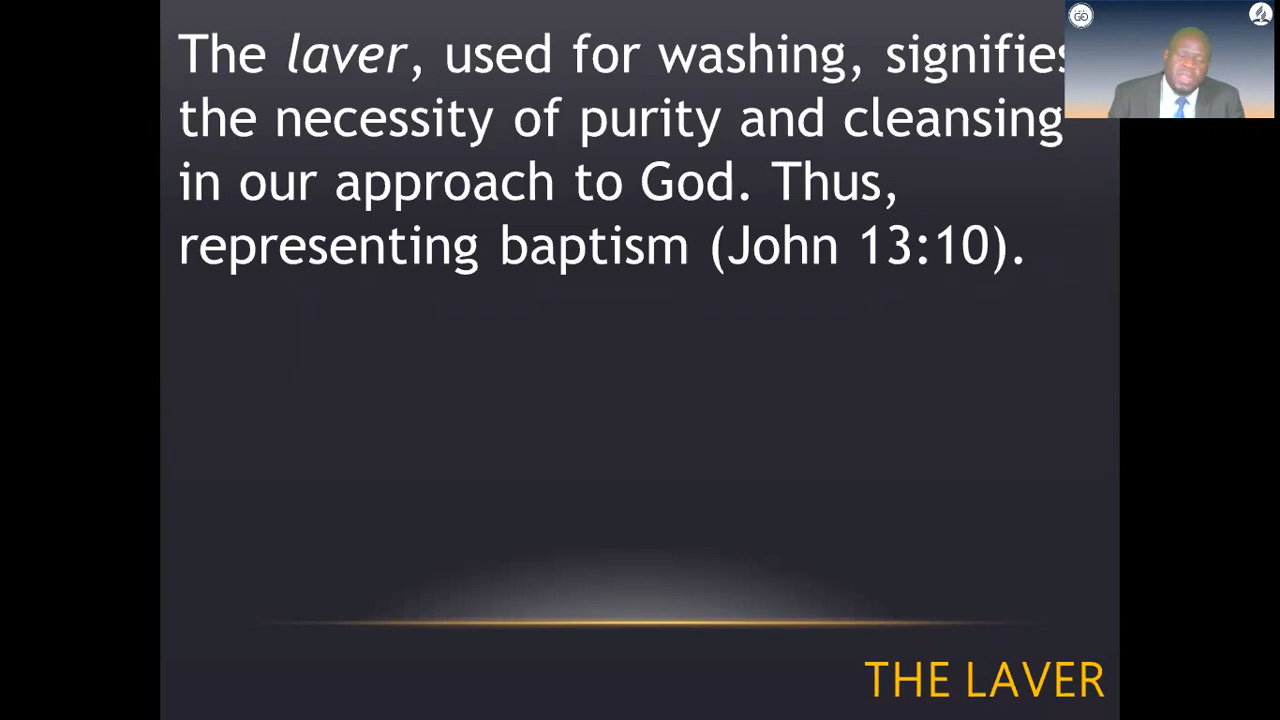 The laver, used for washing, signifies
the necessity of purity and cleansing
in our approach to God. Thus,
representing baptism (John 13:10).
THE LAVER